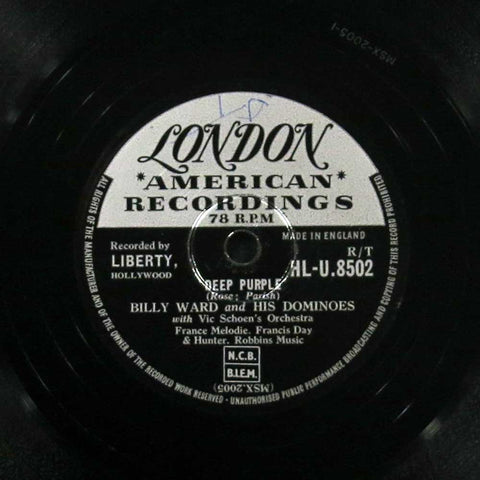 MSX-2005-1
LONDON
*AMERICAN*
RECORDINGS
78 R.P.M
MADE IN ENGLAND
Recorded by
LIBERTY,
HOLLYWOOD
R/T
HL-U.8502
DEEP PURPLE
(Rose; Parish)
BILLY WARD and HIS DOMINOES
with Vic Schoen's Orchestra
France Melodie. Francis Day
& Hunter. Robbins Music
N.C.B.
B.I.E.M.
(MSX.2005)
ALL RIGHTS OF THE MANUFACTURER AND OF THE OWNER OF THE RECORDED WORK RESERVED · UNAUTHORISED PUBLIC PERFORMANCE BROADCASTING AND COPYING OF THIS RECORD PROHIBITED